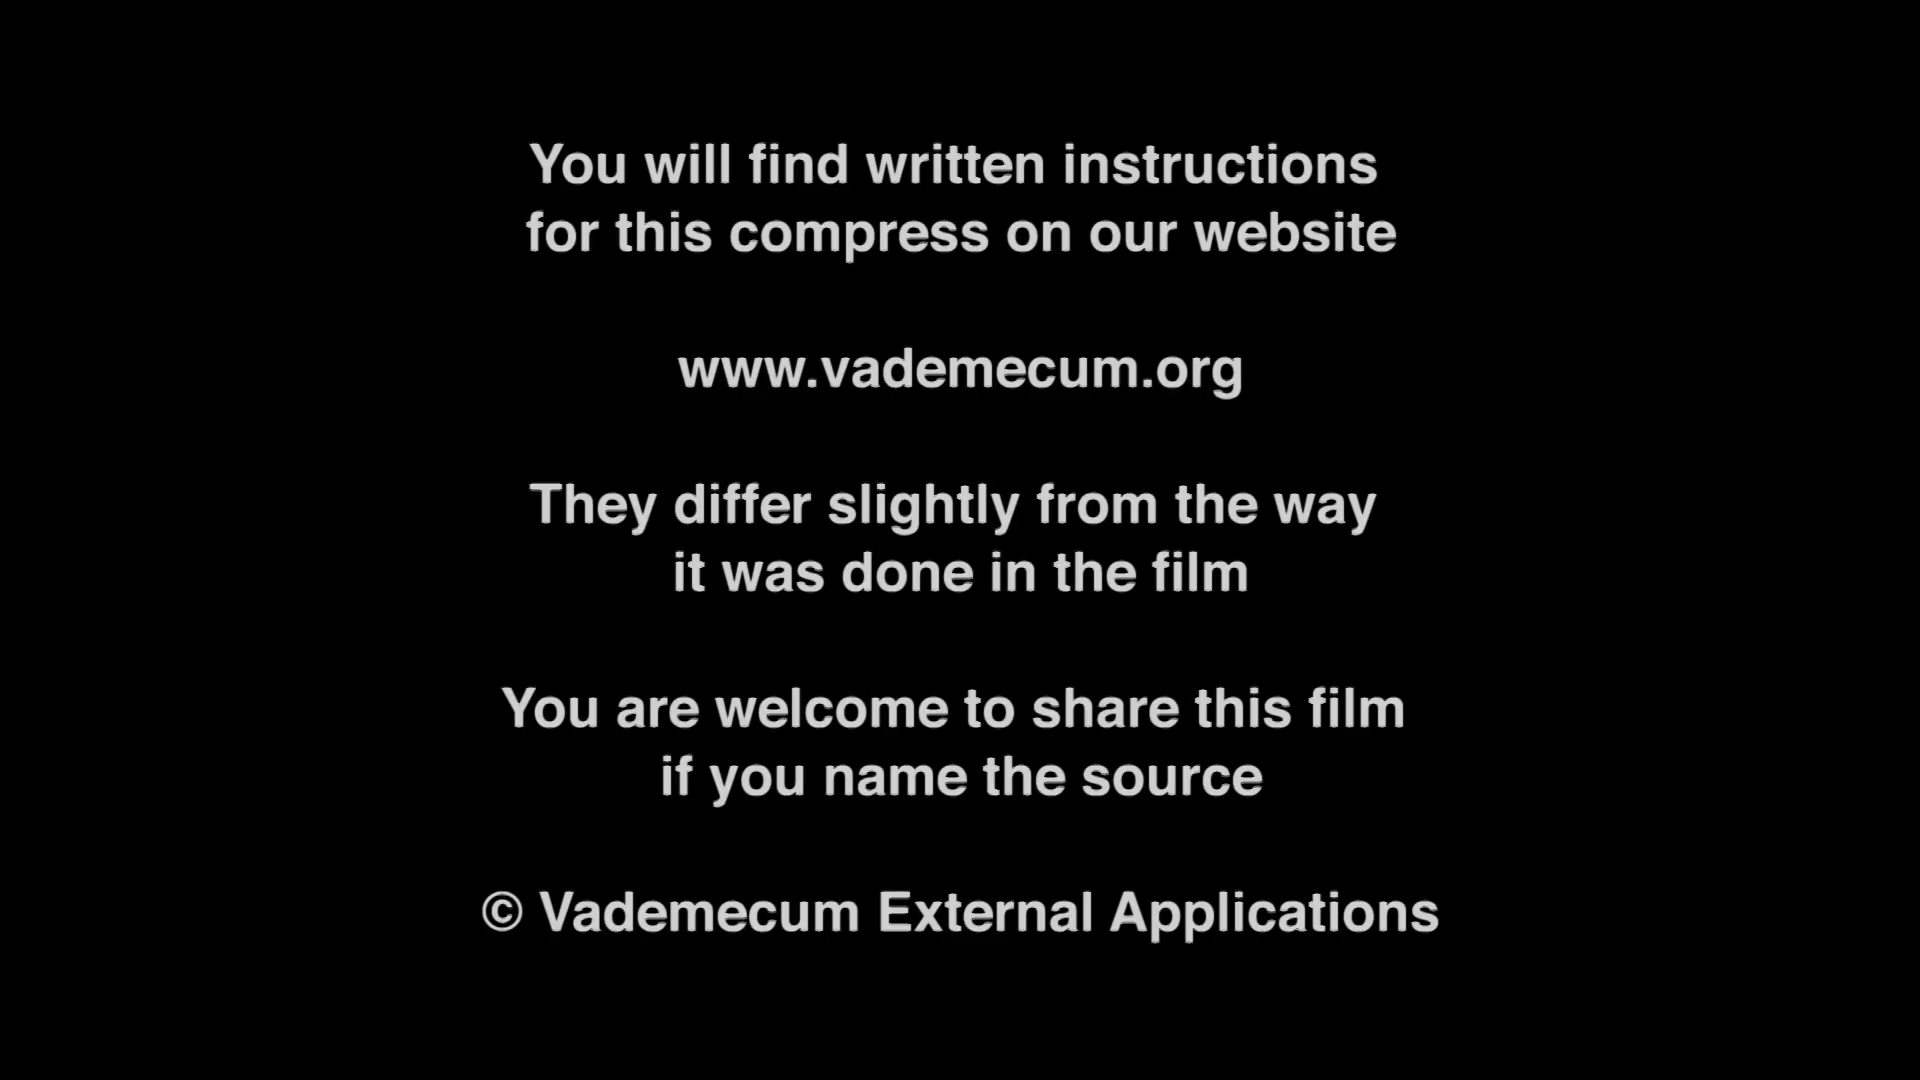 You will find written instructions
for this compress on our website
www.vademecum.org
They differ slightly from the way
it was done in the film
You are welcome to share this film
if you name the source
© Vademecum External Applications